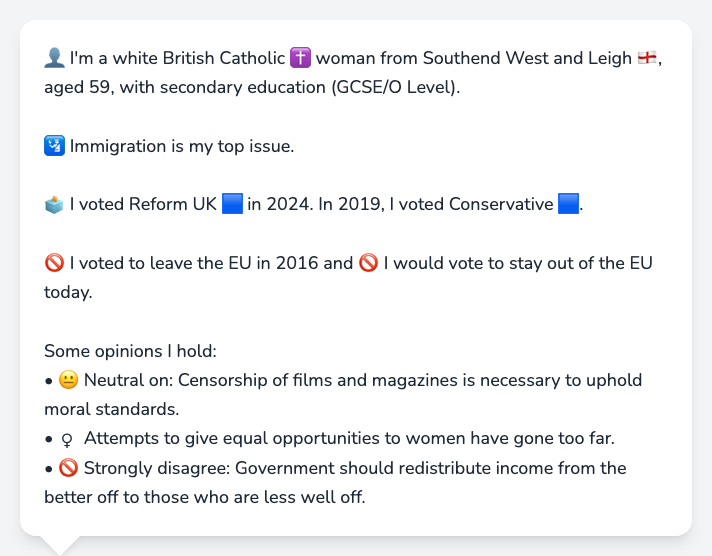 👤 I'm a white British Catholic ✝️ woman from Southend West and Leigh 🏴󠁧󠁢󠁥󠁮󠁧󠁿,
aged 59, with secondary education (GCSE/O Level).
🛂 Immigration is my top issue.
🗳️ I voted Reform UK 🟦 in 2024. In 2019, I voted Conservative 🟦.
🚫 I voted to leave the EU in 2016 and 🚫 I would vote to stay out of the EU
today.
Some opinions I hold:
• 😐 Neutral on: Censorship of films and magazines is necessary to uphold
moral standards.
• ♀ Attempts to give equal opportunities to women have gone too far.
• 🚫 Strongly disagree: Government should redistribute income from the
better off to those who are less well off.